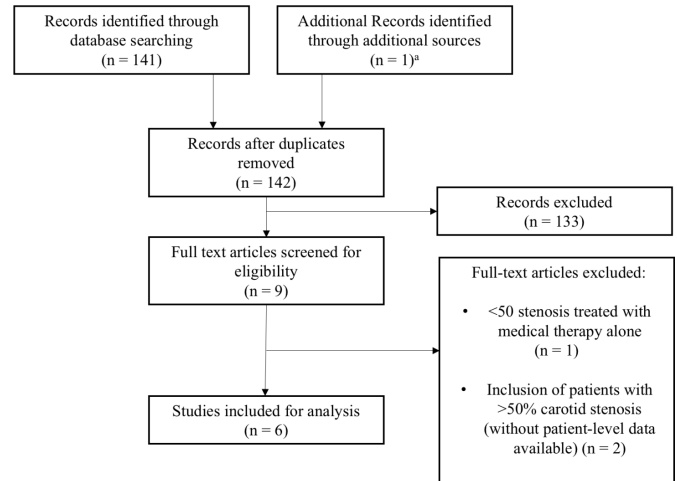 Records identified through
database searching
(n = 141)
Additional Records identified
through additional sources
(n = 1)ᵃ
Records after duplicates
removed
(n = 142)
Records excluded
(n = 133)
Full text articles screened for
eligibility
(n = 9)
Full-text articles excluded:
• <50 stenosis treated with
medical therapy alone
(n = 1)
• Inclusion of patients with
>50% carotid stenosis
(without patient-level data
available) (n = 2)
Studies included for analysis
(n = 6)